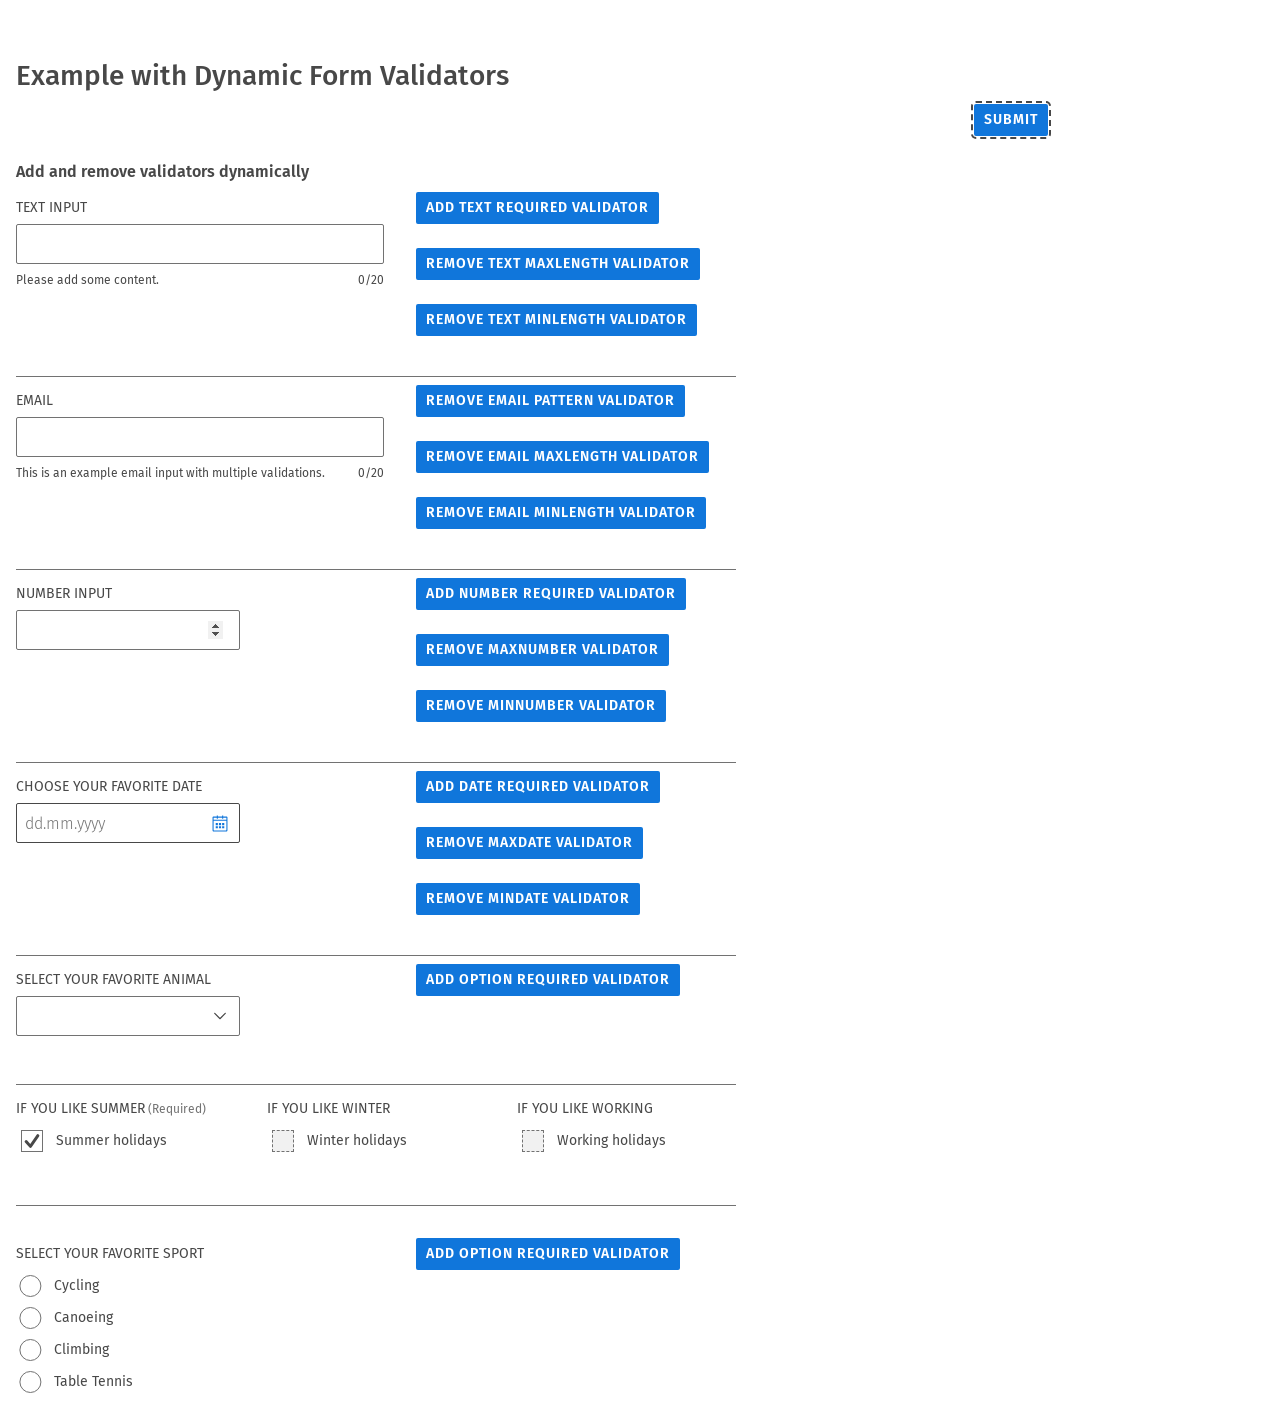 Example with Dynamic Form Validators
SUBMIT
Add and remove validators dynamically
TEXT INPUT
ADD TEXT REQUIRED VALIDATOR
REMOVE TEXT MAXLENGTH VALIDATOR
Please add some content. 0/20
REMOVE TEXT MINLENGTH VALIDATOR
EMAIL
REMOVE EMAIL PATTERN VALIDATOR
REMOVE EMAIL MAXLENGTH VALIDATOR
This is an example email input with multiple validations. 0/20
REMOVE EMAIL MINLENGTH VALIDATOR
NUMBER INPUT
ADD NUMBER REQUIRED VALIDATOR
REMOVE MAXNUMBER VALIDATOR
REMOVE MINNUMBER VALIDATOR
CHOOSE YOUR FAVORITE DATE
ADD DATE REQUIRED VALIDATOR
dd.mm.yyyy
REMOVE MAXDATE VALIDATOR
REMOVE MINDATE VALIDATOR
SELECT YOUR FAVORITE ANIMAL
ADD OPTION REQUIRED VALIDATOR
IF YOU LIKE SUMMER (Required)
Summer holidays
IF YOU LIKE WINTER
Winter holidays
IF YOU LIKE WORKING
Working holidays
SELECT YOUR FAVORITE SPORT
ADD OPTION REQUIRED VALIDATOR
Cycling
Canoeing
Climbing
Table Tennis